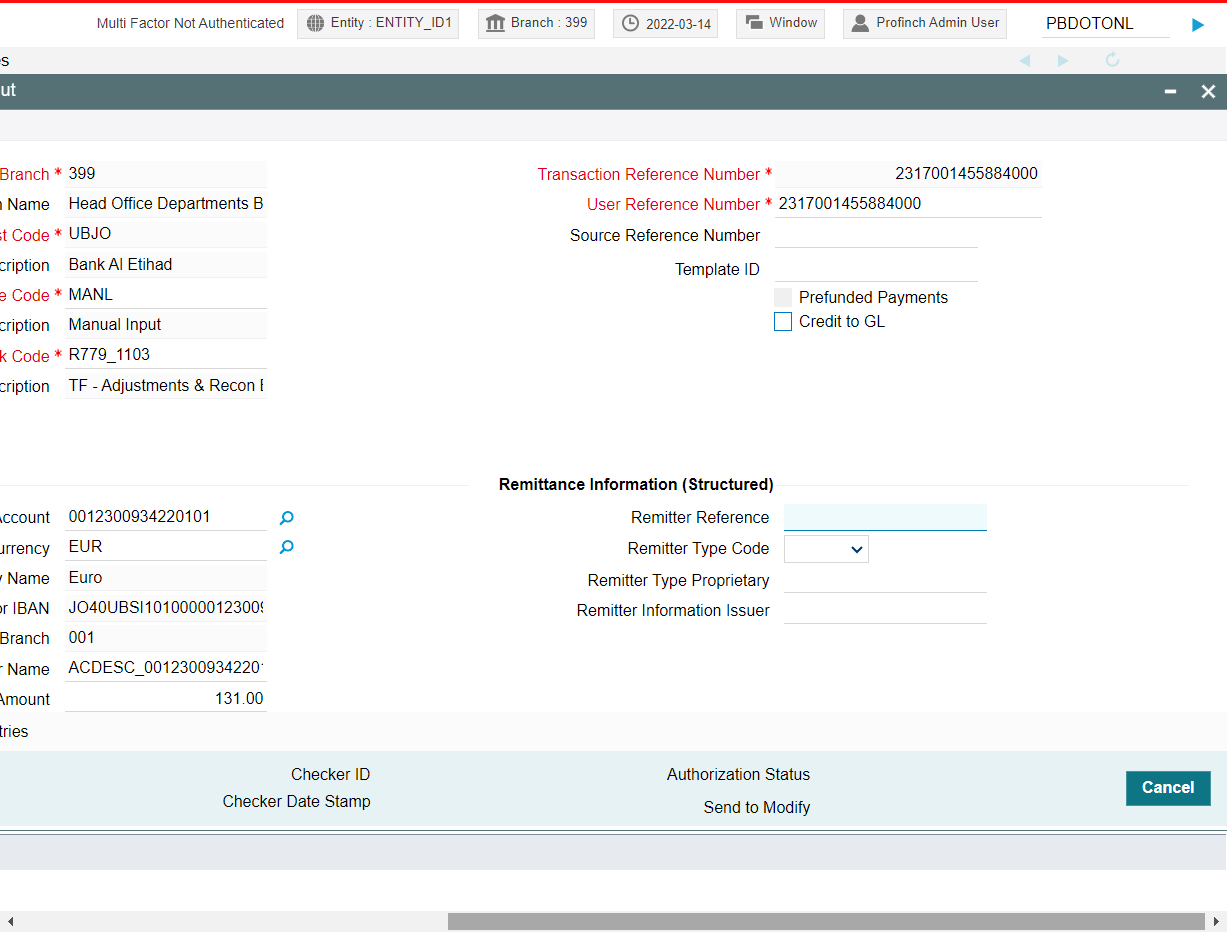 Multi Factor Not Authenticated Entity : ENTITY_ID1 Branch : 399 2022-03-14 Window Profinch Admin User PBDOTONL
s
ut
Branch * 399
Transaction Reference Number * 2317001455884000
n Name Head Office Departments B
User Reference Number * 2317001455884000
st Code * UBJO
Source Reference Number
cription Bank Al Etihad
Template ID
e Code * MANL
Prefunded Payments
cription Manual Input
Credit to GL
k Code * R779_1103
cription TF - Adjustments & Recon
Remittance Information (Structured)
Account 0012300934220101
Remitter Reference
urrency EUR
Remitter Type Code
y Name Euro
Remitter Type Proprietary
or IBAN JO40UBSI1010000012300
Remitter Information Issuer
Branch 001
r Name ACDESC_0012300934220
Amount 131.00
tries
Checker ID
Authorization Status
Cancel
Checker Date Stamp
Send to Modify